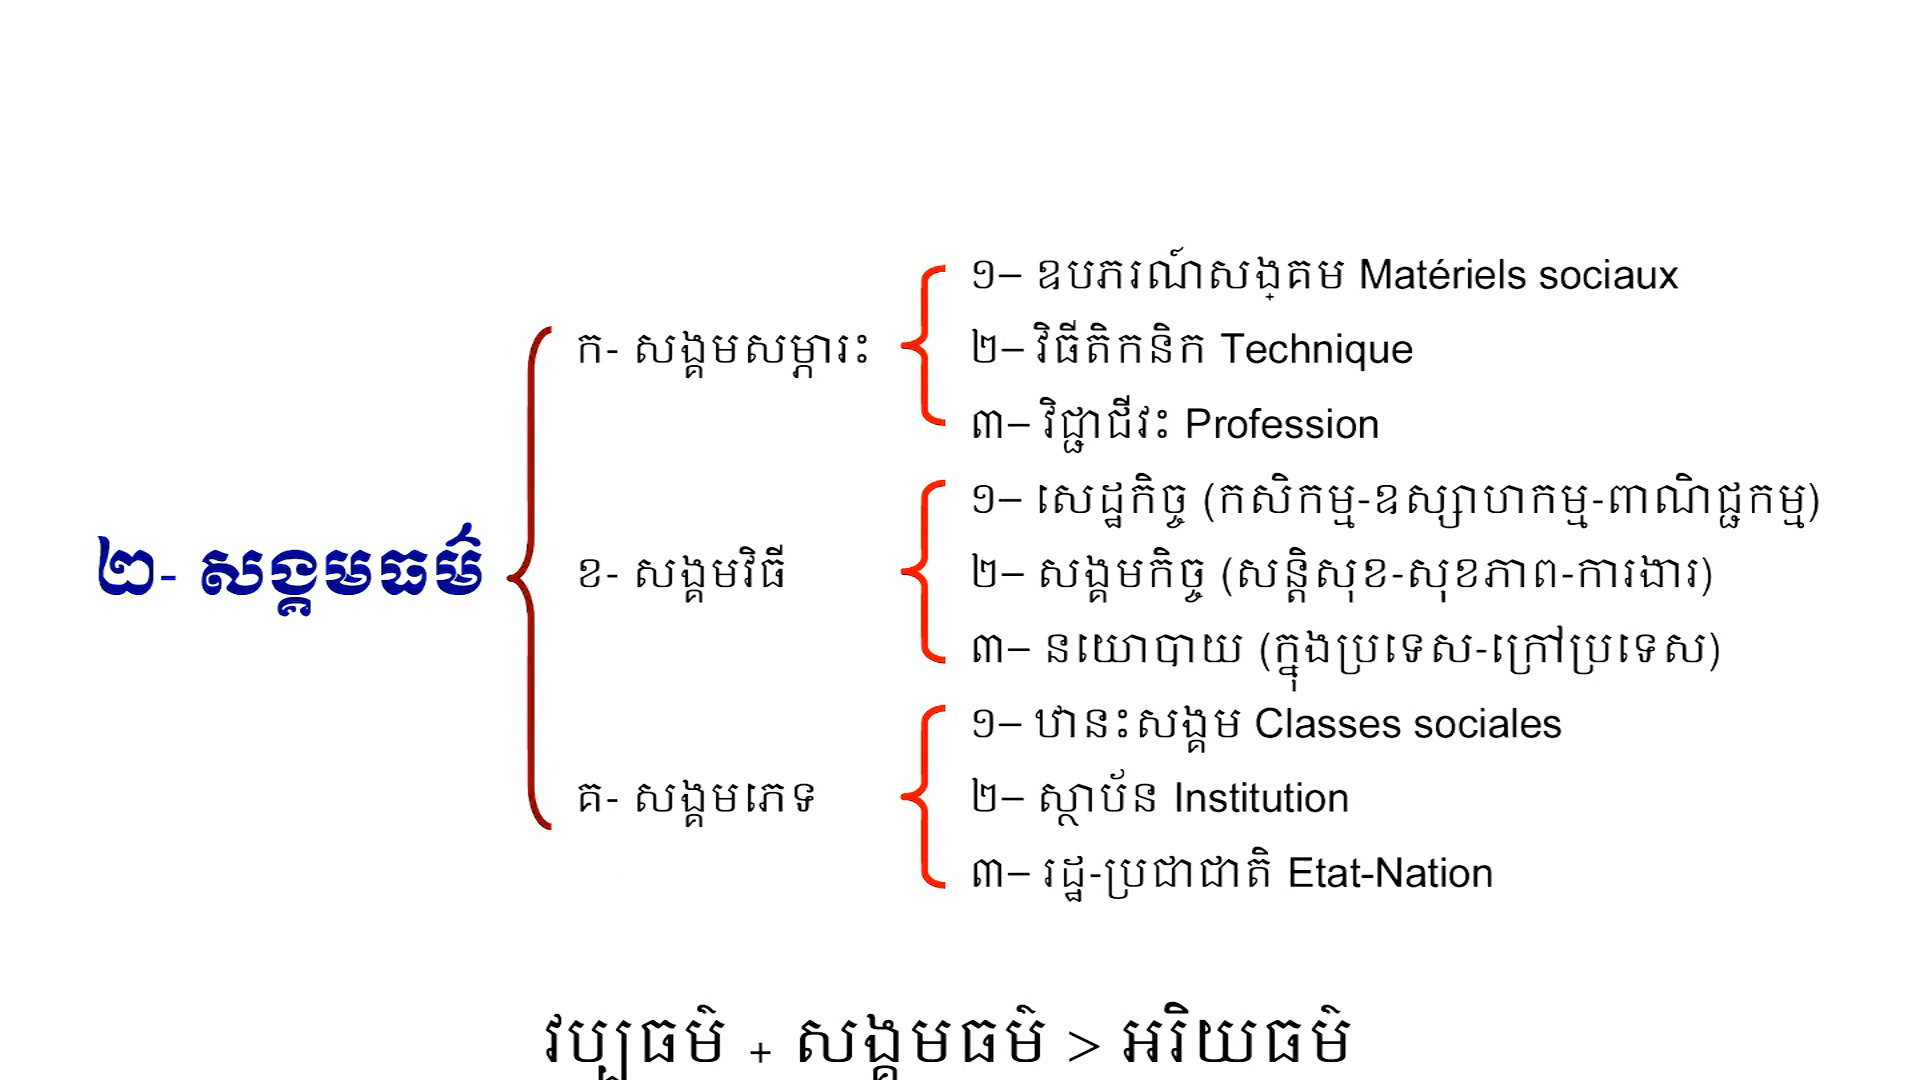 ២- សង្គមធម៌
ក- សង្គមសម្ភារះ
១– ឧបភរណ៍សង្គម Matériels sociaux
២– វិធីតិកនិក Technique
៣– វិជ្ជាជីវះ Profession
ខ- សង្គមវិធី
១– សេដ្ឋកិច្ច (កសិកម្ម-ឧស្សាហកម្ម-ពាណិជ្ជកម្ម)
២– សង្គមកិច្ច (សន្តិសុខ-សុខភាព-ការងារ)
៣– នយោបាយ (ក្នុងប្រទេស-ក្រៅប្រទេស)
គ- សង្គមភេទ
១– ឋានះសង្គម Classes sociales
២– ស្ថាប័ន Institution
៣– រដ្ឋ-ប្រជាជាតិ Etat-Nation
វប្បធម៌ + សង្គមធម៌ > អរិយធម៌